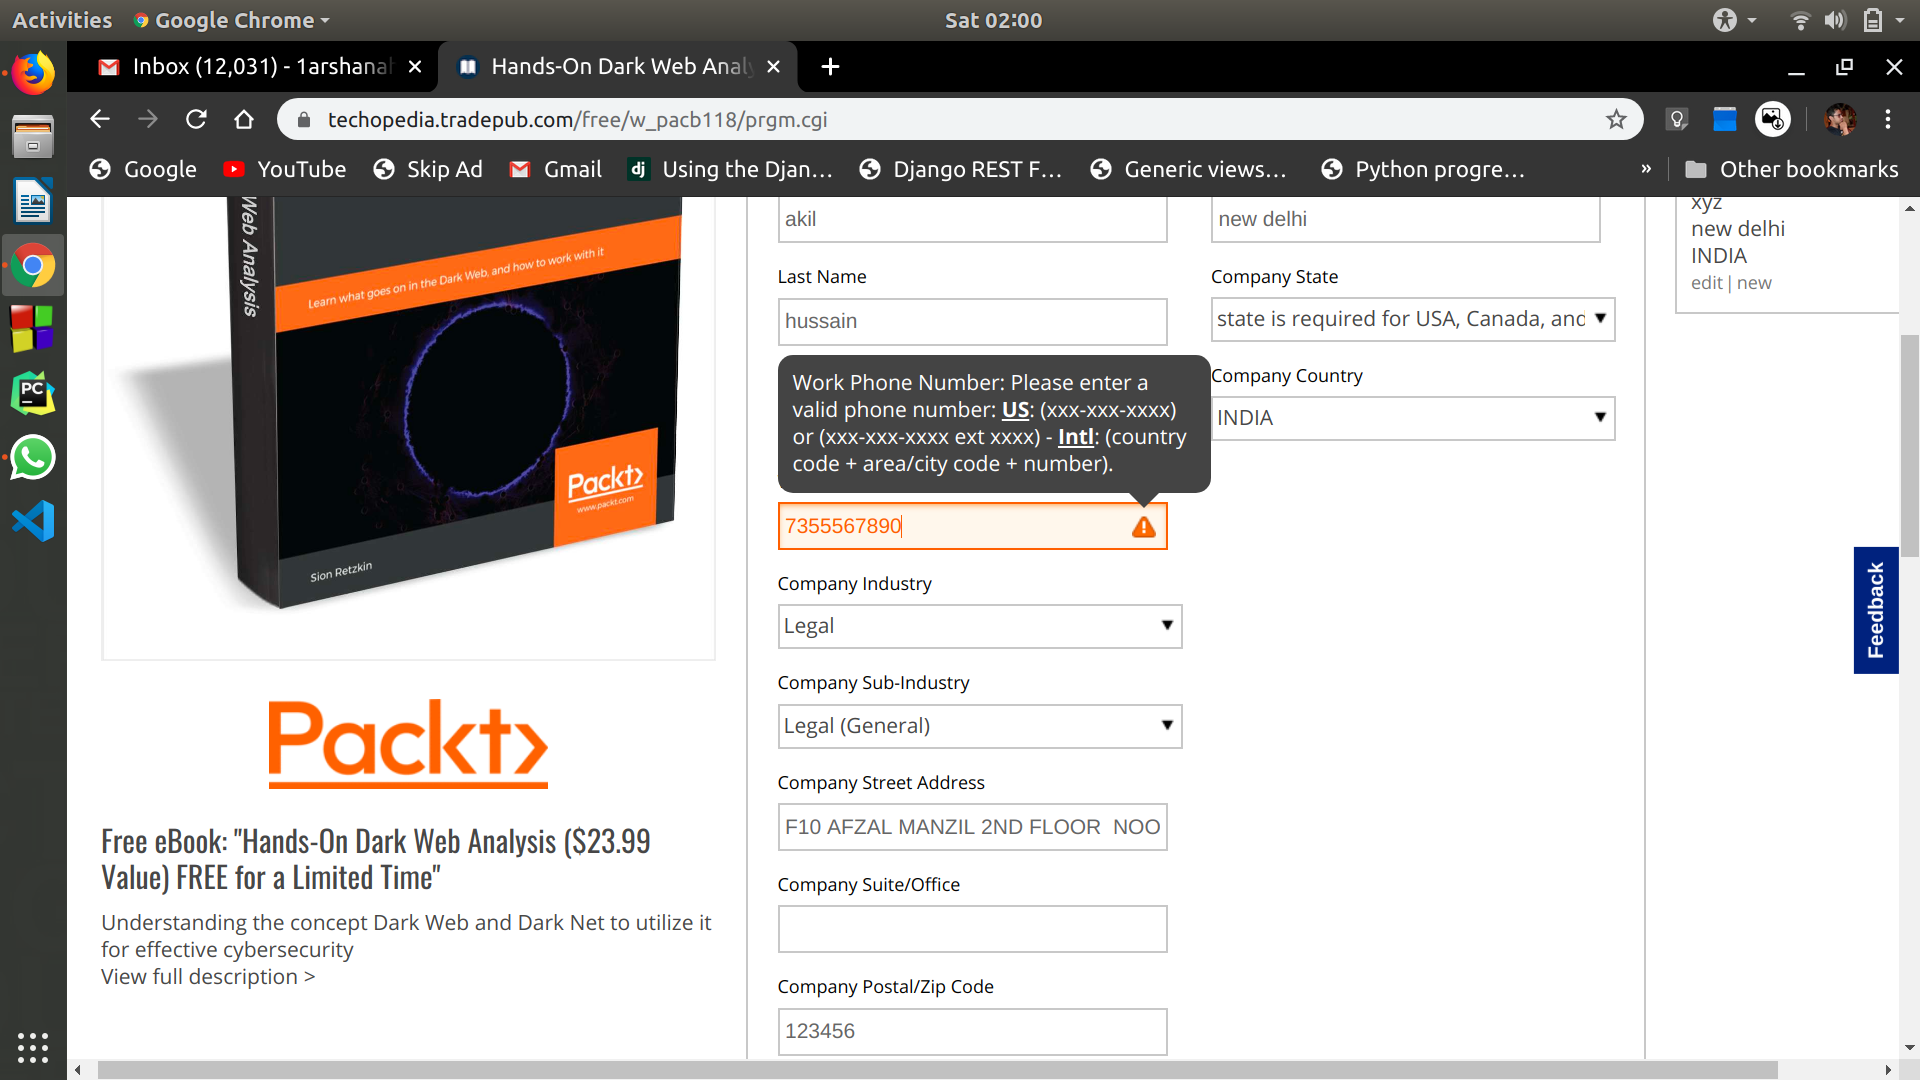 Activities
Google Chrome
Sat 02:00
Inbox (12,031) - 1arshanah
Hands-On Dark Web Analy
techopedia.tradepub.com/free/w_pacb118/prgm.cgi
Google
YouTube
Skip Ad
Gmail
dj Using the Djan...
Django REST F...
Generic views...
Python progre...
»
Other bookmarks
PC
Web Analysis
Learn what goes on in the Dark Web, and how to work with it
Packt>
www.packt.com
Sion Retzkin
Packt>
Free eBook: "Hands-On Dark Web Analysis ($23.99
Value) FREE for a Limited Time"
Understanding the concept Dark Web and Dark Net to utilize it
for effective cybersecurity
View full description >
akil
Last Name
hussain
Work Phone Number: Please enter a
valid phone number: US: (xxx-xxx-xxxx)
or (xxx-xxx-xxxx ext xxxx) - Intl: (country
code + area/city code + number).
7355567890
Company Industry
Legal
Company Sub-Industry
Legal (General)
Company Street Address
F10 AFZAL MANZIL 2ND FLOOR  NOO
Company Suite/Office
Company Postal/Zip Code
123456
new delhi
Company State
state is required for USA, Canada, and
Company Country
INDIA
xyz
new delhi
INDIA
edit | new
Feedback